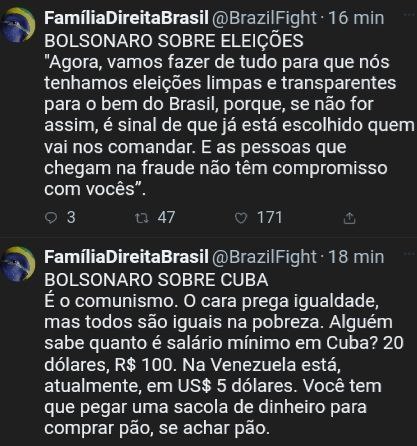 FamíliaDireitaBrasil @BrazilFight · 16 min
BOLSONARO SOBRE ELEIÇÕES
"Agora, vamos fazer de tudo para que nós
tenhamos eleições limpas e transparentes
para o bem do Brasil, porque, se não for
assim, é sinal de que já está escolhido quem
vai nos comandar. E as pessoas que
chegam na fraude não têm compromisso
com vocês”.
3 47 171
FamíliaDireitaBrasil @BrazilFight · 18 min
BOLSONARO SOBRE CUBA
É o comunismo. O cara prega igualdade,
mas todos são iguais na pobreza. Alguém
sabe quanto é salário mínimo em Cuba? 20
dólares, R$ 100. Na Venezuela está,
atualmente, em US$ 5 dólares. Você tem
que pegar uma sacola de dinheiro para
comprar pão, se achar pão.